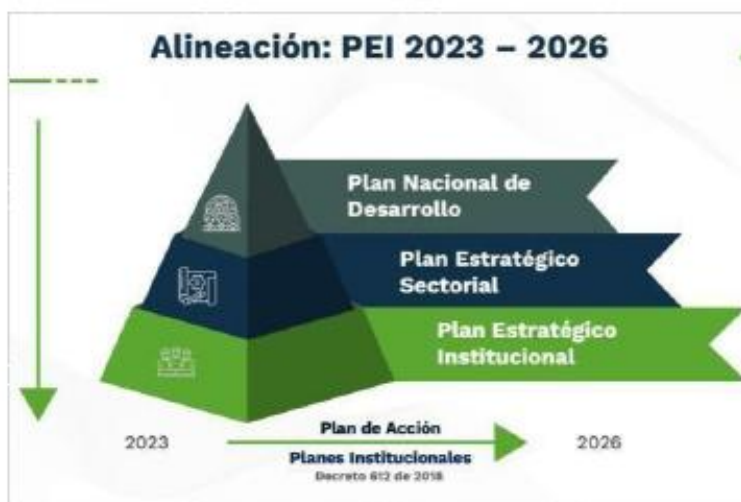 Alineación: PEI 2023 – 2026
Plan Nacional de
Desarrollo
Plan Estratégico
Sectorial
Plan Estratégico
Institucional
2023
Plan de Acción
Planes Institucionales
Decreto 612 de 2018
2026